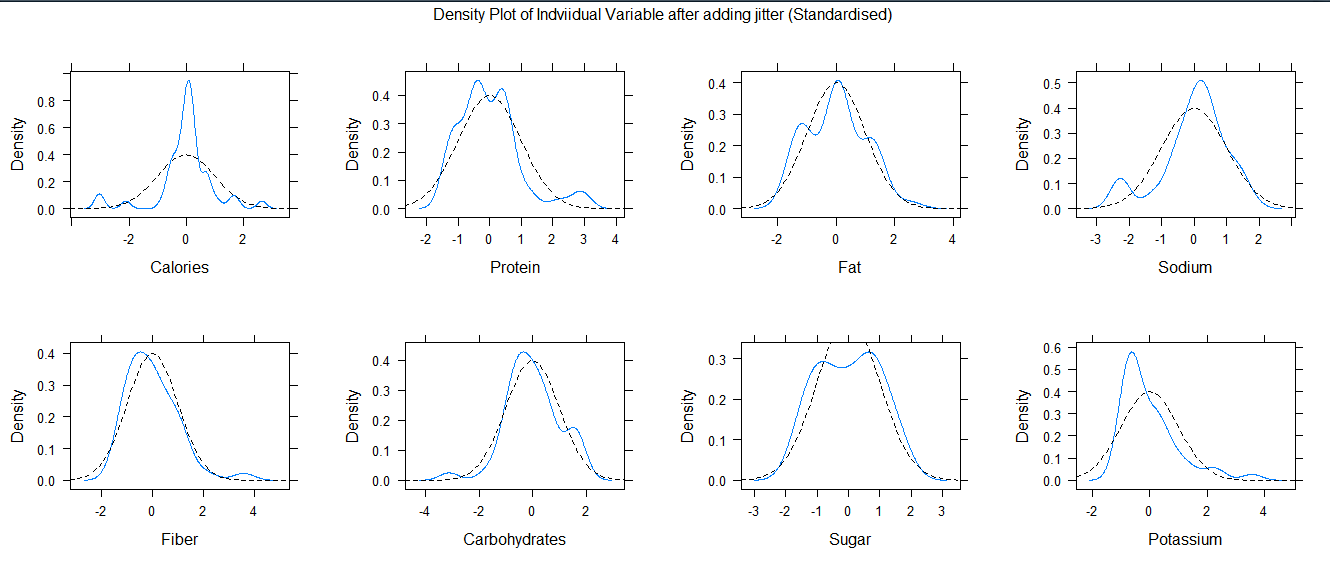 Density Plot of Indviidual Variable after adding jitter (Standardised)
Density
0.8
0.6
0.4
0.2
0.0
-2 0 2
Calories
Density
0.4
0.3
0.2
0.1
0.0
-2 -1 0 1 2 3 4
Protein
Density
0.4
0.3
0.2
0.1
0.0
-2 0 2 4
Fat
Density
0.5
0.4
0.3
0.2
0.1
0.0
-3 -2 -1 0 1 2
Sodium
Density
0.4
0.3
0.2
0.1
0.0
-2 0 2 4
Fiber
Density
0.4
0.3
0.2
0.1
0.0
-4 -2 0 2
Carbohydrates
Density
0.3
0.2
0.1
0.0
-3 -2 -1 0 1 2 3
Sugar
Density
0.6
0.5
0.4
0.3
0.2
0.1
0.0
-2 0 2 4
Potassium